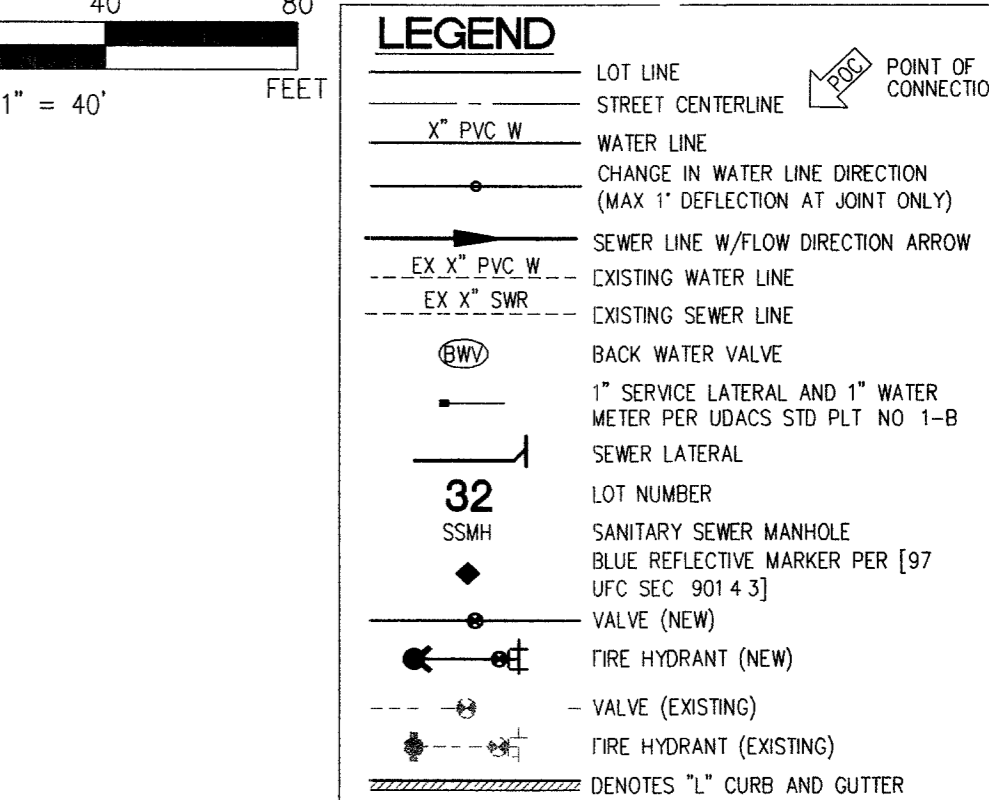 40 80
FEET
1" = 40'
LEGEND
LOT LINE
STREET CENTERLINE
POC
POINT OF
CONNECTIO
X" PVC W
WATER LINE
CHANGE IN WATER LINE DIRECTION
(MAX 1° DEFLECTION AT JOINT ONLY)
SEWER LINE W/FLOW DIRECTION ARROW
EX X" PVC W
EXISTING WATER LINE
EX X" SWR
EXISTING SEWER LINE
BWV
BACK WATER VALVE
1" SERVICE LATERAL AND 1" WATER
METER PER UDACS STD PLT NO 1-B
SEWER LATERAL
32
LOT NUMBER
SSMH
SANITARY SEWER MANHOLE
BLUE REFLECTIVE MARKER PER [97
UFC SEC 901 4 3]
VALVE (NEW)
FIRE HYDRANT (NEW)
VALVE (EXISTING)
FIRE HYDRANT (EXISTING)
DENOTES "L" CURB AND GUTTER